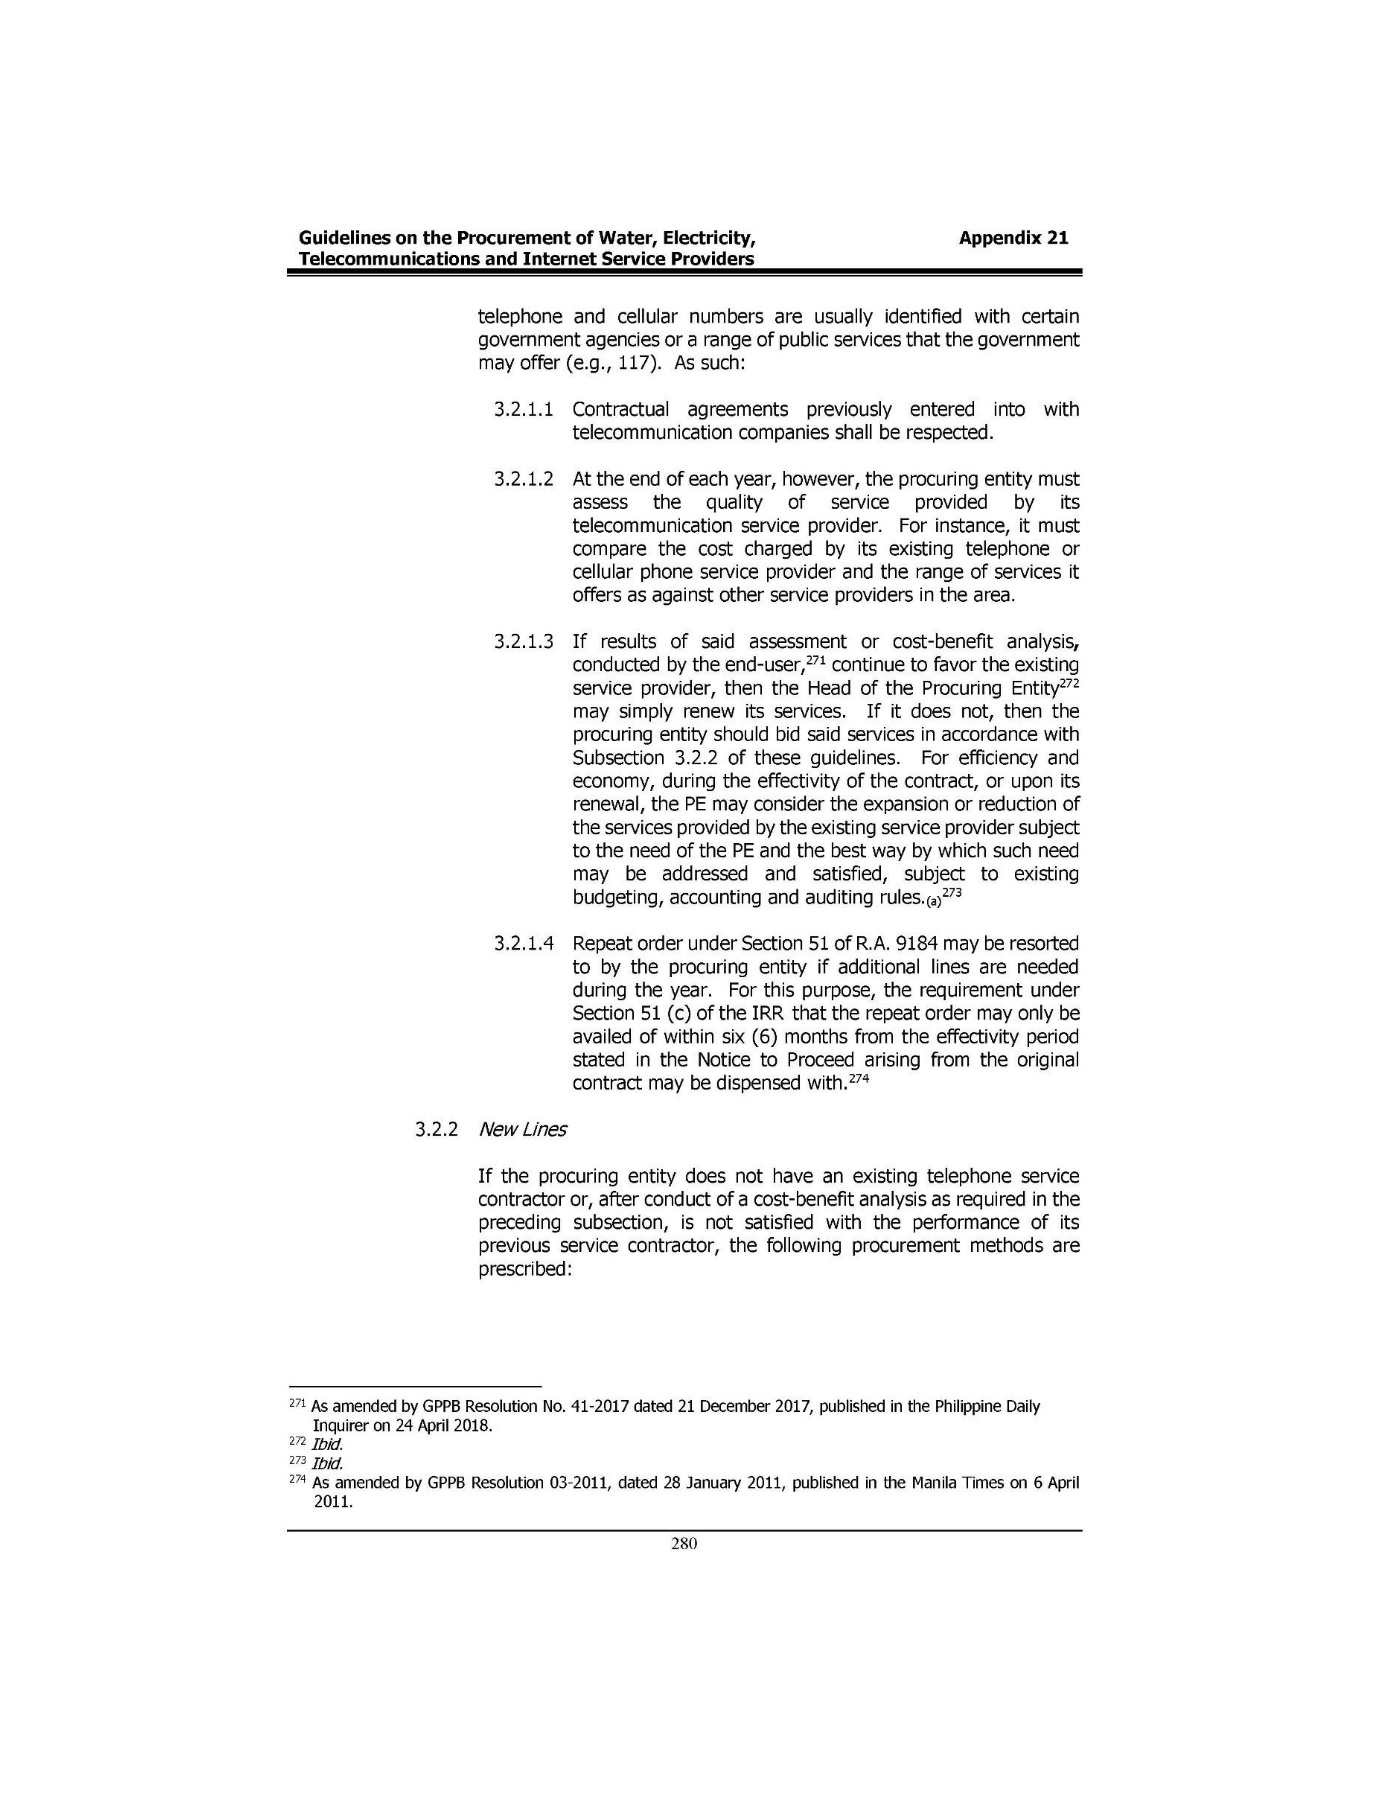 Guidelines on the Procurement of Water, Electricity, Appendix 21
Telecommunications and Internet Service Providers
telephone and cellular numbers are usually identified with certain
government agencies or a range of public services that the government
may offer (e.g., 117). As such:
3.2.1.1 Contractual agreements previously entered into with
telecommunication companies shall be respected.
3.2.1.2 At the end of each year, however, the procuring entity must
assess the quality of service provided by its
telecommunication service provider. For instance, it must
compare the cost charged by its existing telephone or
cellular phone service provider and the range of services it
offers as against other service providers in the area.
3.2.1.3 If results of said assessment or cost-benefit analysis,
conducted by the end-user,271 continue to favor the existing
service provider, then the Head of the Procuring Entity272
may simply renew its services. If it does not, then the
procuring entity should bid said services in accordance with
Subsection 3.2.2 of these guidelines. For efficiency and
economy, during the effectivity of the contract, or upon its
renewal, the PE may consider the expansion or reduction of
the services provided by the existing service provider subject
to the need of the PE and the best way by which such need
may be addressed and satisfied, subject to existing
budgeting, accounting and auditing rules.(a)273
3.2.1.4 Repeat order under Section 51 of R.A. 9184 may be resorted
to by the procuring entity if additional lines are needed
during the year. For this purpose, the requirement under
Section 51 (c) of the IRR that the repeat order may only be
availed of within six (6) months from the effectivity period
stated in the Notice to Proceed arising from the original
contract may be dispensed with.274
3.2.2 New Lines
If the procuring entity does not have an existing telephone service
contractor or, after conduct of a cost-benefit analysis as required in the
preceding subsection, is not satisfied with the performance of its
previous service contractor, the following procurement methods are
prescribed:
271 As amended by GPPB Resolution No. 41-2017 dated 21 December 2017, published in the Philippine Daily
Inquirer on 24 April 2018.
272 Ibid.
273 Ibid.
274 As amended by GPPB Resolution 03-2011, dated 28 January 2011, published in the Manila Times on 6 April
2011.
280